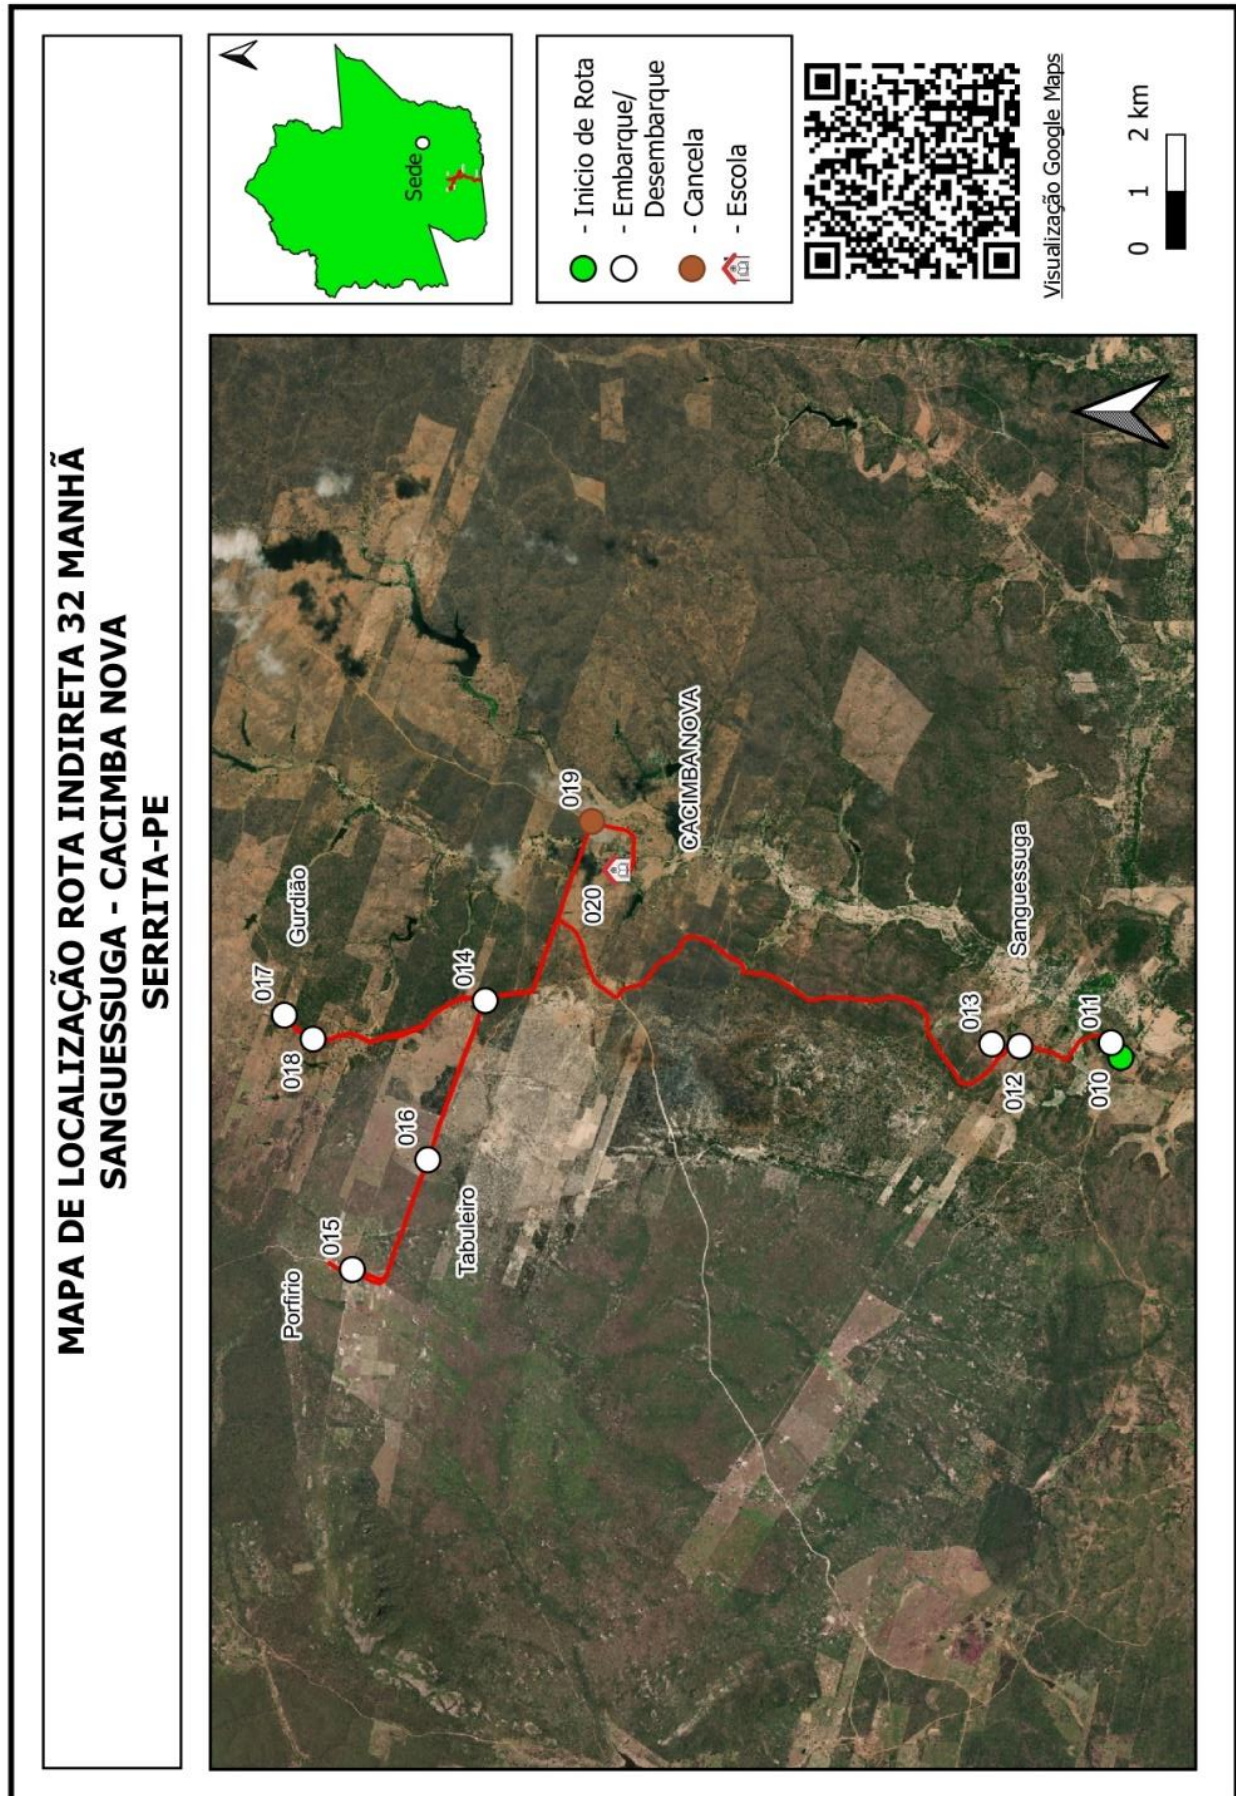 MAPA DE LOCALIZAÇÃO ROTA INDIRETA 32 MANHÃ
SANGUESSUGA - CACIMBA NOVA
SERRITA-PE
Porfirio
015
Tabuleiro
016
018
017
Gurdião
014
019
020
CACIMBA NOVA
Sanguessuga
013
012
011
010
Sede
- Inicio de Rota
- Embarque/
Desembarque
- Cancela
- Escola
Visualização Google Maps
0 1 2 km